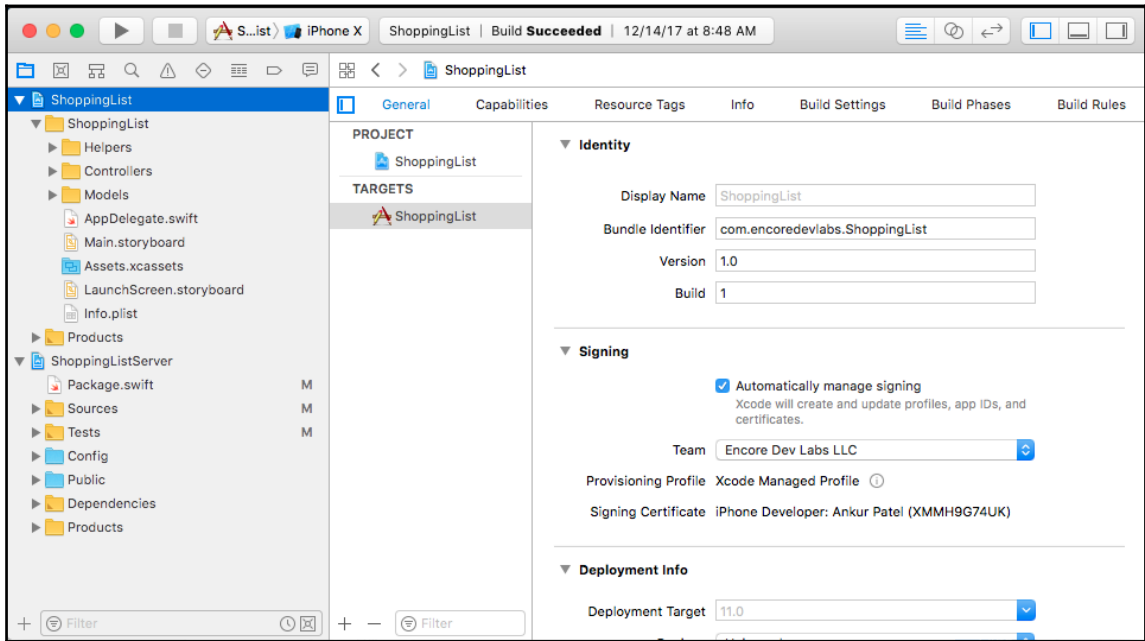 S...ist) iPhone X ShoppingList | Build Succeeded | 12/14/17 at 8:48 AM
ShoppingList
ShoppingList
General Capabilities Resource Tags Info Build Settings Build Phases Build Rules
ShoppingList
Helpers
Controllers
Models
AppDelegate.swift
Main.storyboard
Assets.xcassets
LaunchScreen.storyboard
Info.plist
Products
ShoppingListServer
Package.swift M
Sources M
Tests M
Config
Public
Dependencies
Products
Filter
PROJECT
ShoppingList
TARGETS
ShoppingList
Filter
Identity
Display Name ShoppingList
Bundle Identifier com.encoredevlabs.ShoppingList
Version 1.0
Build 1
Signing
Automatically manage signing
Xcode will create and update profiles, app IDs, and
certificates.
Team Encore Dev Labs LLC
Provisioning Profile Xcode Managed Profile
Signing Certificate iPhone Developer: Ankur Patel (XMMH9G74UK)
Deployment Info
Deployment Target 11.0